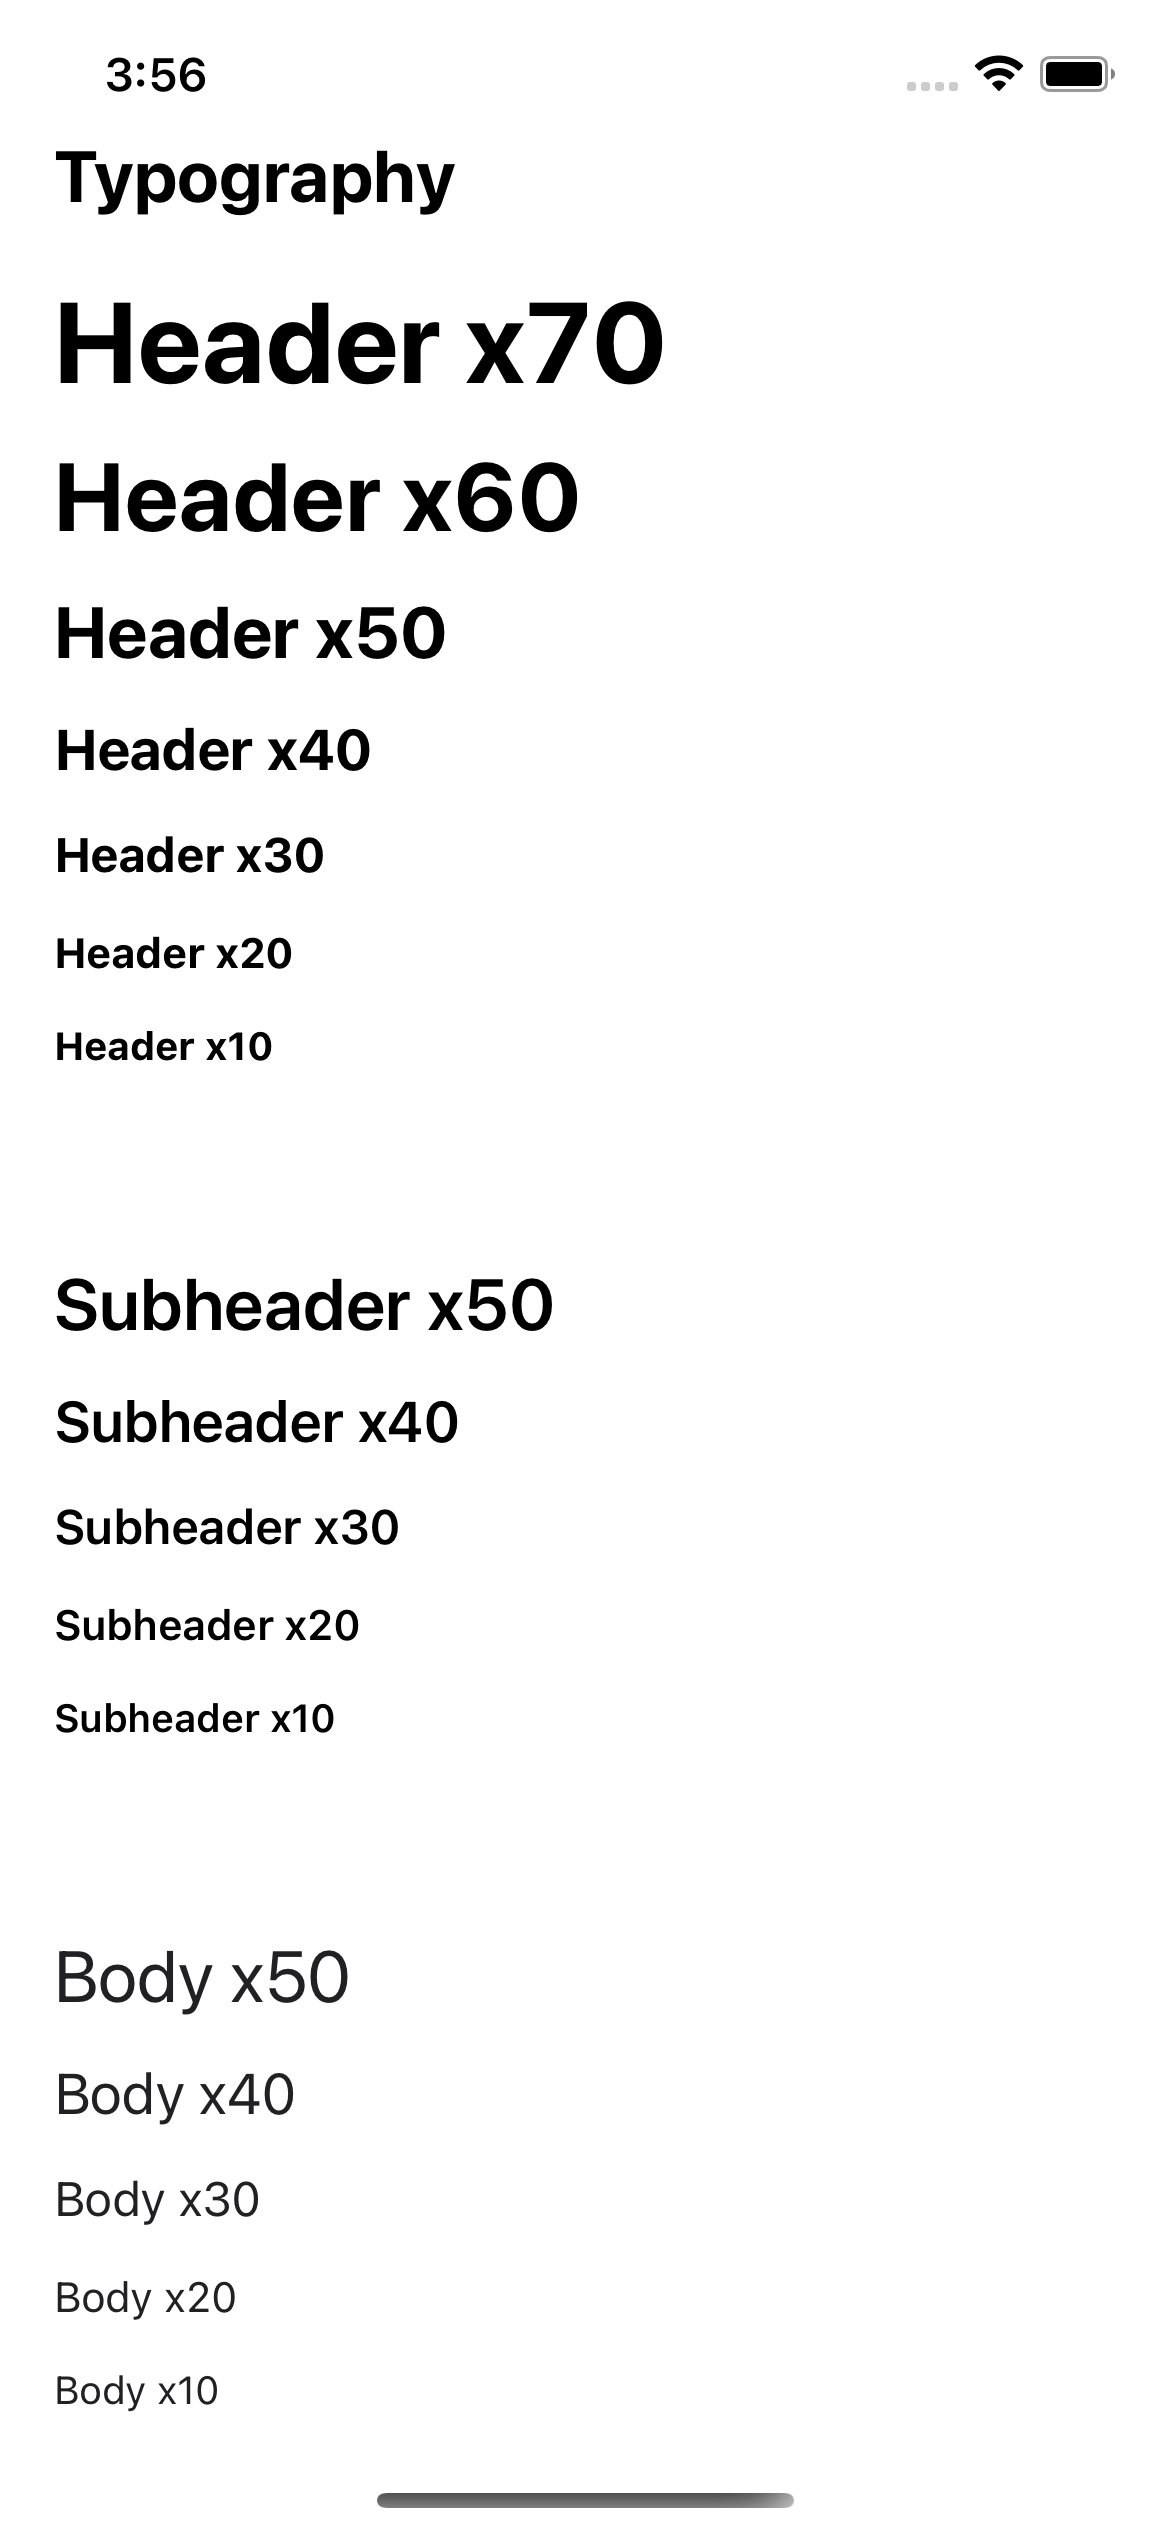 3:56
Typography
Header x70
Header x60
Header x50
Header x40
Header x30
Header x20
Header x10
Subheader x50
Subheader x40
Subheader x30
Subheader x20
Subheader x10
Body x50
Body x40
Body x30
Body x20
Body x10